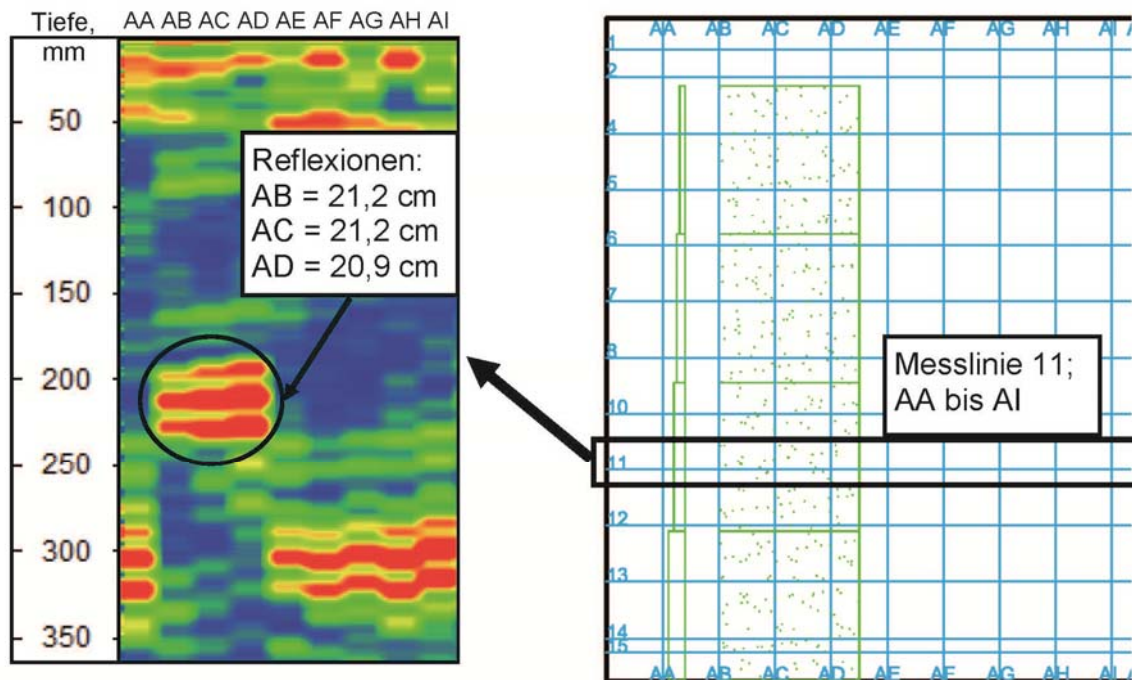 Tiefe,
mm
AA AB AC AD AE AF AG AH AI
50
100
150
200
250
300
350
Reflexionen:
AB = 21,2 cm
AC = 21,2 cm
AD = 20,9 cm
AA AB AC AD AE AF AG AH AI
1
2
4
5
6
7
8
10
11
12
13
14
15
Messlinie 11;
AA bis AI
AA AB AC AD AE AF AG AH AI